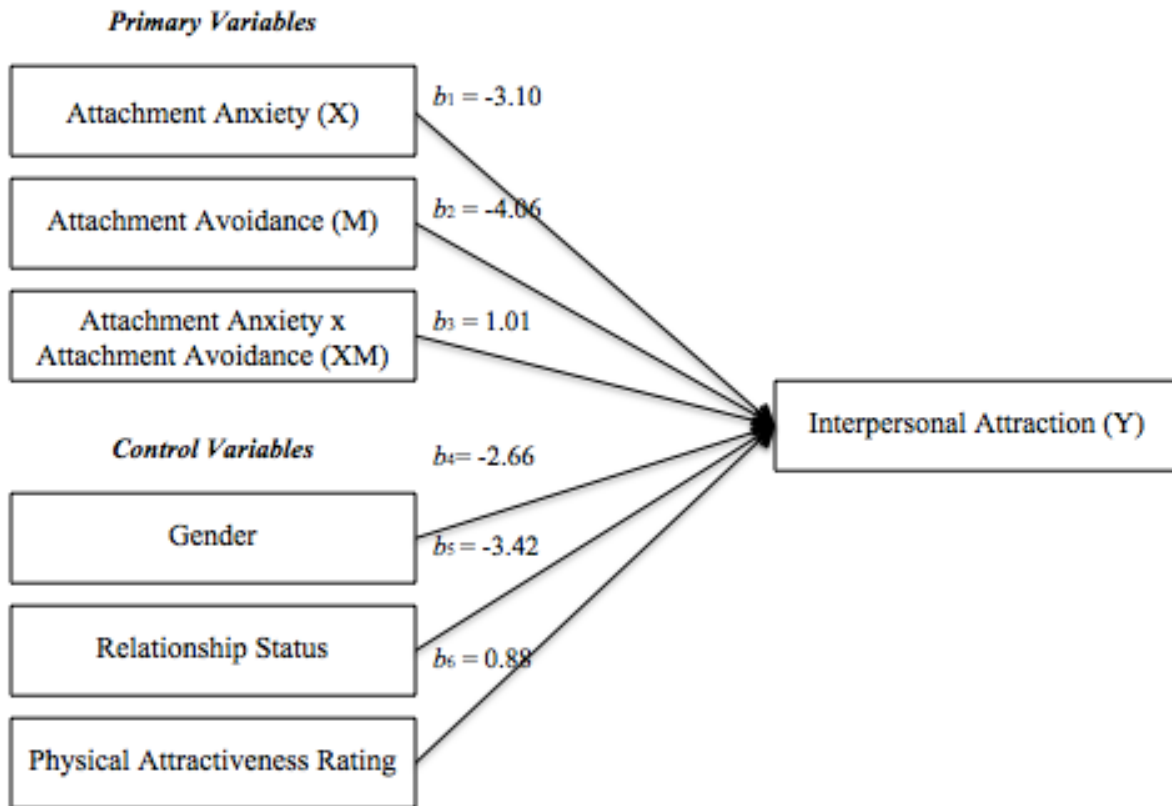 Primary Variables
Attachment Anxiety (X)
b1 = -3.10
Attachment Avoidance (M)
b2 = -4.06
Attachment Anxiety x
Attachment Avoidance (XM)
b3 = 1.01
Interpersonal Attraction (Y)
Control Variables
b4= -2.66
Gender
b5 = -3.42
Relationship Status
b6 = 0.88
Physical Attractiveness Rating